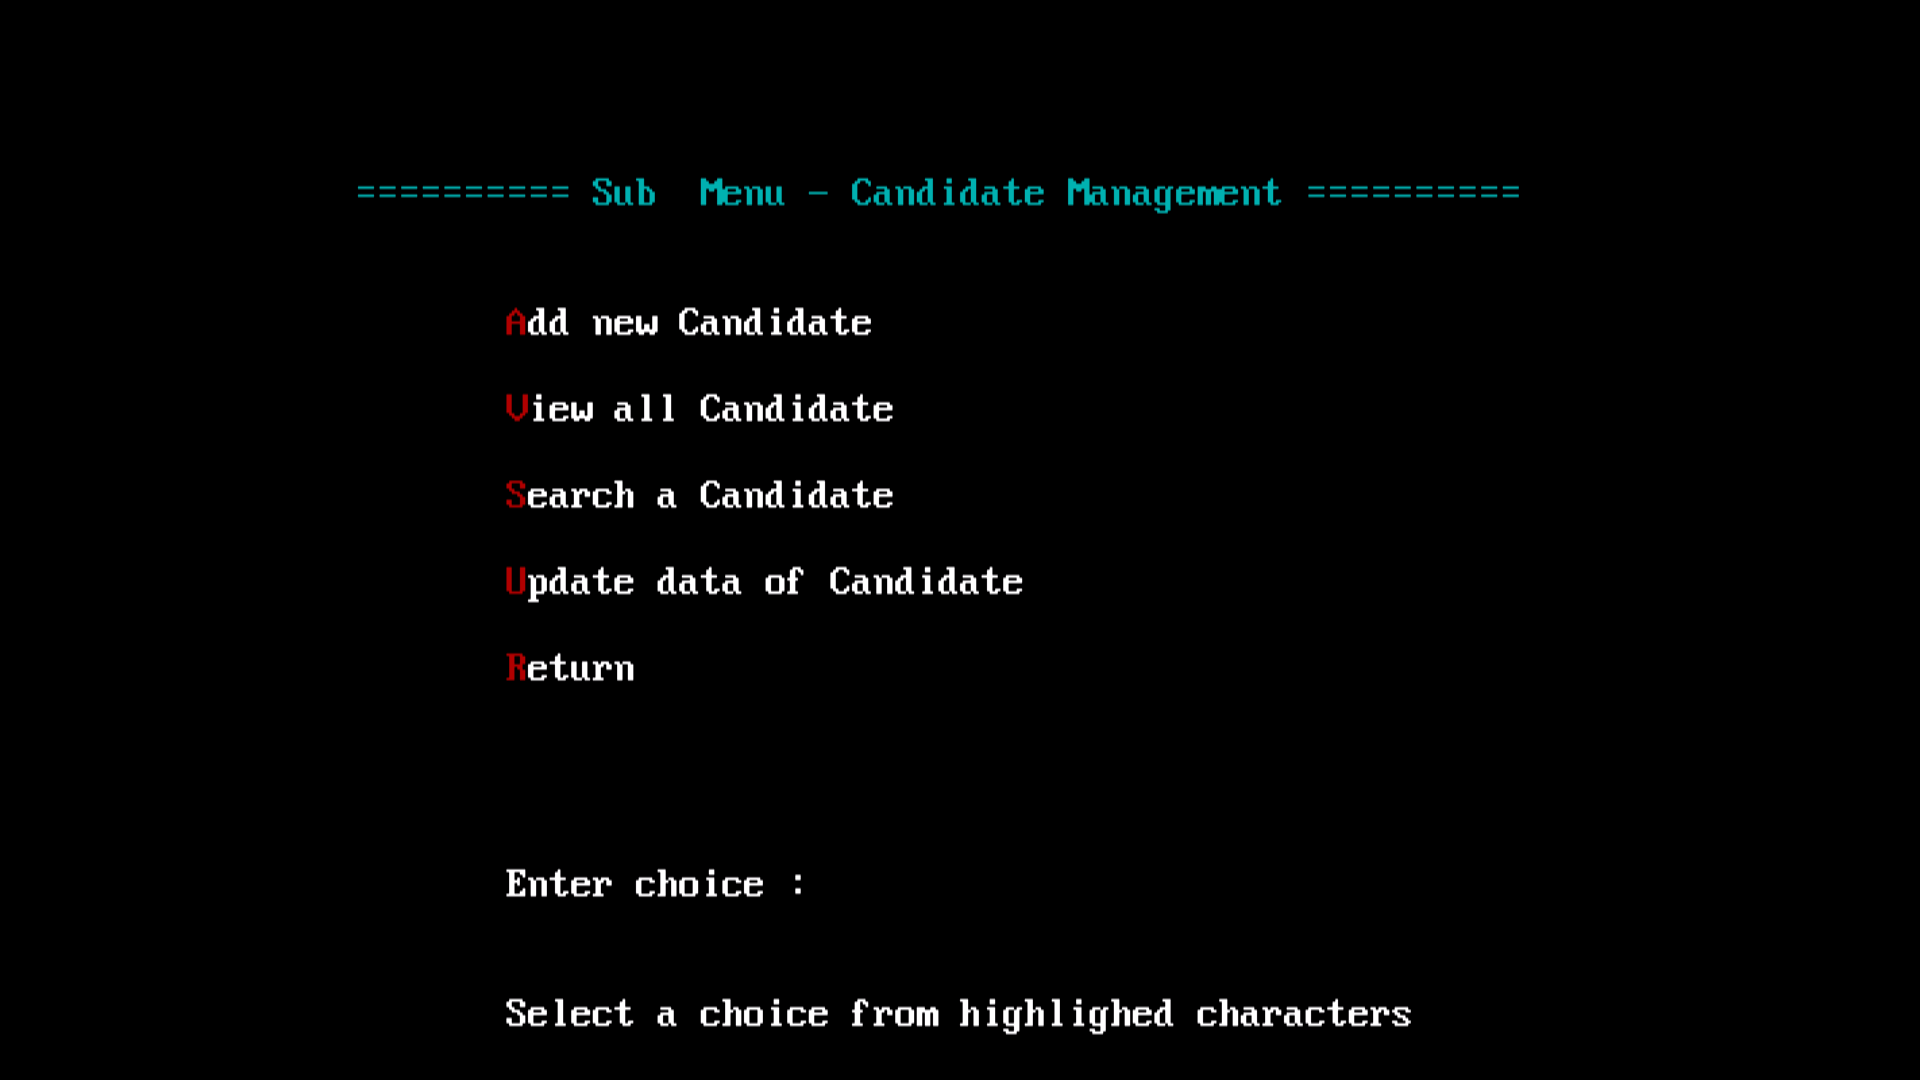 ========== Sub  Menu - Candidate Management ==========
Add new Candidate
View all Candidate
Search a Candidate
Update data of Candidate
Return
Enter choice :
Select a choice from highlighed characters